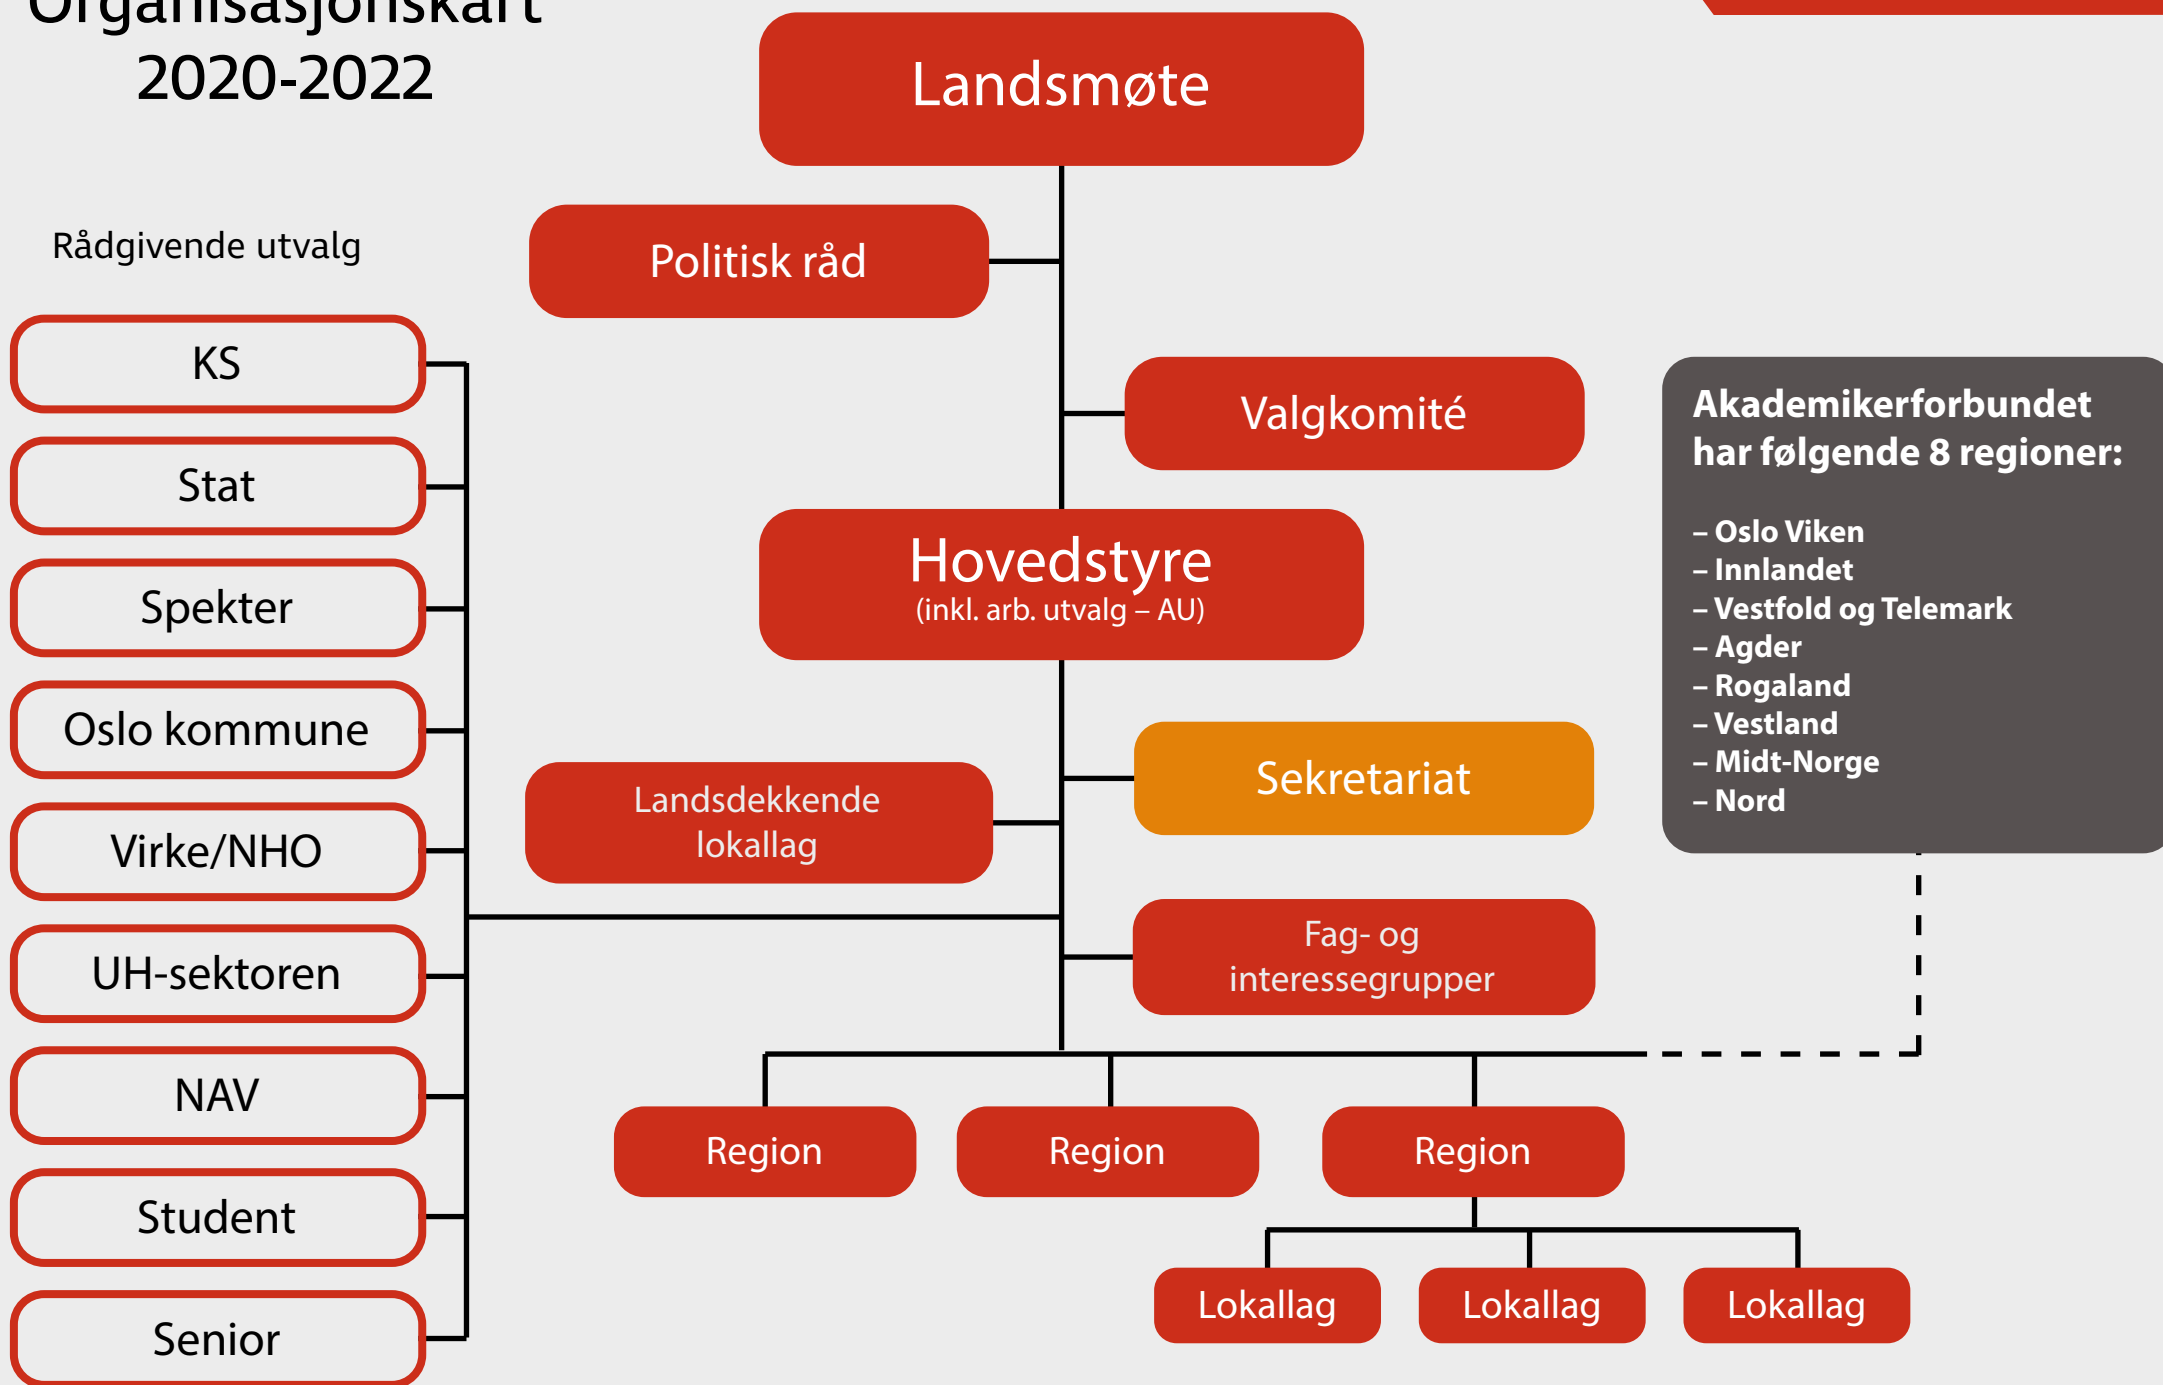 Organisasjonskart
2020-2022
Landsmøte
Politisk råd
Rådgivende utvalg
KS
Stat
Spekter
Oslo kommune
Virke/NHO
UH-sektoren
NAV
Student
Senior
Valgkomité
Hovedstyre
(inkl. arb. utvalg – AU)
Sekretariat
Landsdekkende
lokallag
Fag- og
interessegrupper
Akademikerforbundet
har følgende 8 regioner:
– Oslo Viken
– Innlandet
– Vestfold og Telemark
– Agder
– Rogaland
– Vestland
– Midt-Norge
– Nord
Region
Region
Region
Lokallag
Lokallag
Lokallag